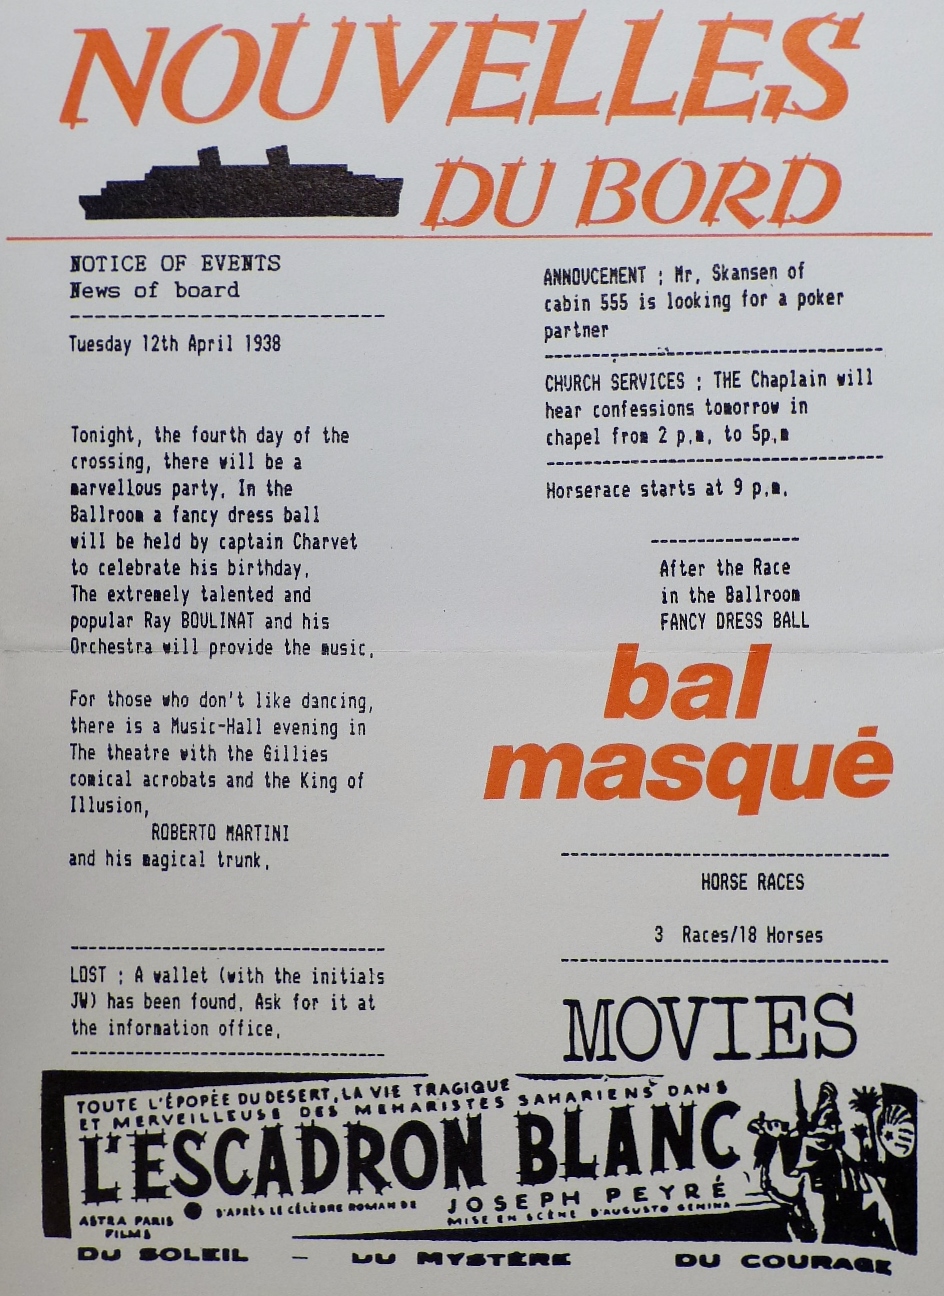 NOUVELLES
DU BORD
NOTICE OF EVENTS
News of board
Tuesday 12th April 1938
Tonight, the fourth day of the
crossing, there will be a
marvellous party. In the
Ballroom a fancy dress ball
will be held by captain Charvet
to celebrate his birthday.
The extremely talented and
popular Ray BOULINAT and his
Orchestra will provide the music.
For those who don't like dancing,
there is a Music-Hall evening in
The theatre with the Gillies
comical acrobats and the King of
Illusion,
ROBERTO MARTINI
and his magical trunk.
LOST : A wallet (with the initials
JW) has been found. Ask for it at
the information office.
ANNOUCEMENT : Mr. Skansen of
cabin 555 is looking for a poker
partner
CHURCH SERVICES : THE Chaplain will
hear confessions tomorrow in
chapel from 2 p.m. to 5p.m
Horserace starts at 9 p.m.
After the Race
in the Ballroom
FANCY DRESS BALL
bal
masqué
HORSE RACES
3 Races/18 Horses
MOVIES
TOUTE L'ÉPOPÉE DU DESERT, LA VIE TRAGIQUE
ET MERVEILLEUSE DES MEHARISTES SAHARIENS DANS
L'ESCADRON BLANC
D'APRÈS LE CÉLÈBRE ROMAN DE JOSEPH PEYRÉ
ASTRA PARIS
FILMS
MISE EN SCÈNE D'AUGUSTO GENINA
DU SOLEIL — DU MYSTÈRE DU COURAGE